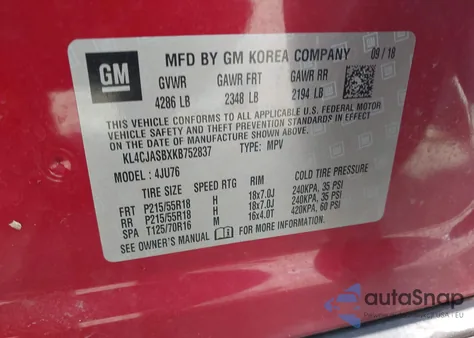 GM
MFD BY GM KOREA COMPANY 09/18
GVWR GAWR FRT GAWR RR
4286 LB 2348 LB 2194 LB
THIS VEHICLE CONFORMS TO ALL APPLICABLE U.S. FEDERAL MOTOR
VEHICLE SAFETY, BUMPER, AND THEFT PREVENTION STANDARDS
IN EFFECT ON THE DATE OF MANUFACTURE SHOWN ABOVE.
KL4CJASBXKB752837 TYPE: MPV
MODEL : 4JU76
TIRE SIZE SPEED RTG RIM COLD TIRE PRESSURE
FRT P215/55R18 H 18x7.0J 240KPA, 35 PSI
RR P215/55R18 H 18x7.0J 240KPA, 35 PSI
SPA T125/70R16 M 16x4.0T 420KPA, 60 PSI
SEE OWNER'S MANUAL FOR MORE INFORMATION.
autoSnap